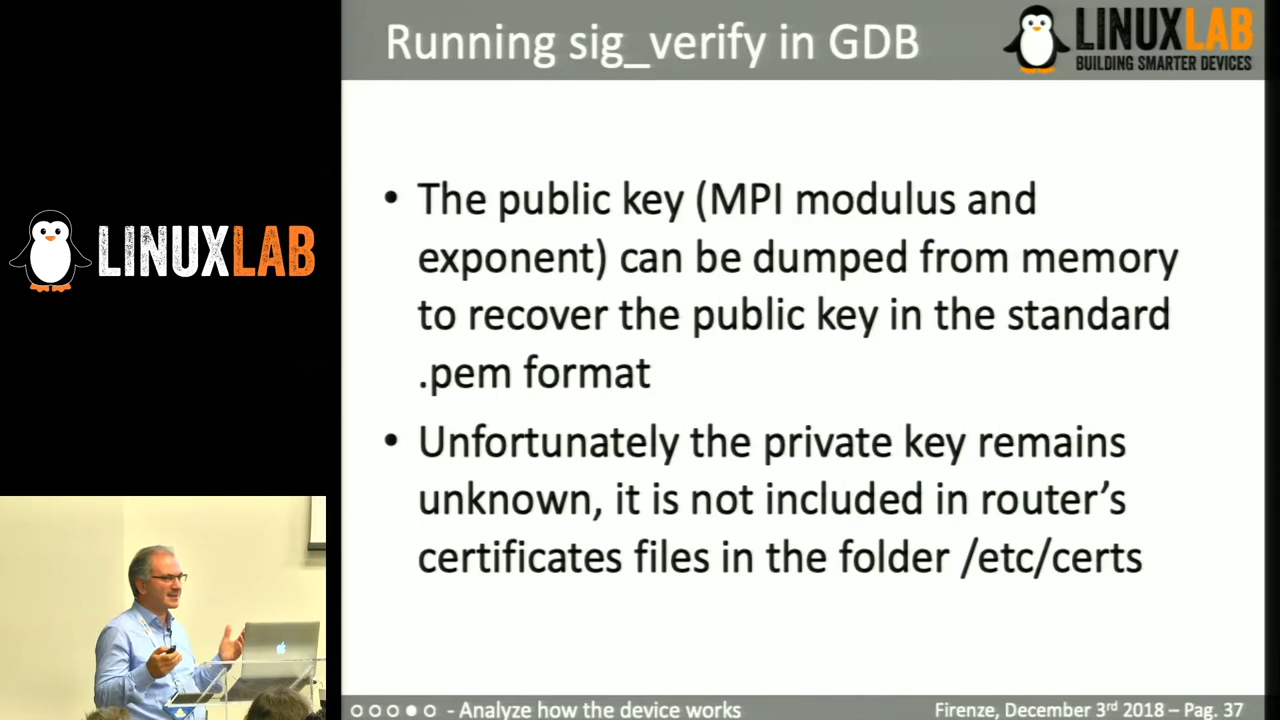 Running sig_verify in GDB
LINUXLAB
BUILDING SMARTER DEVICES
LINUXLAB
• The public key (MPI modulus and
exponent) can be dumped from memory
to recover the public key in the standard
.pem format
• Unfortunately the private key remains
unknown, it is not included in router’s
certificates files in the folder /etc/certs
- Analyze how the device works
Firenze, December 3rd 2018 – Pag. 37